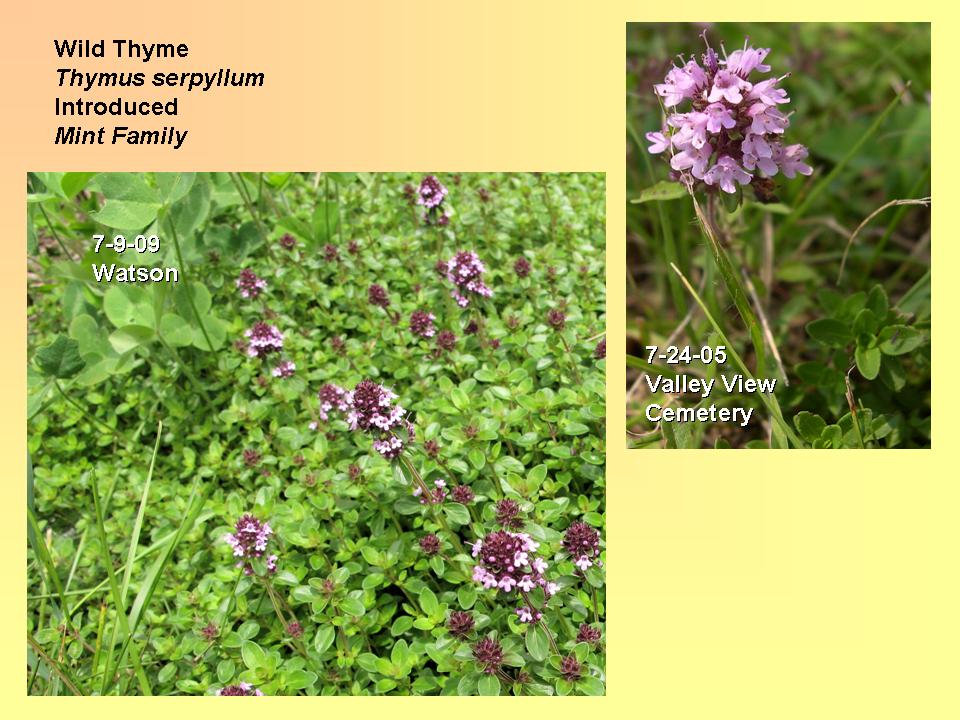 Wild Thyme
Thymus serpyllum
Introduced
Mint Family
7-9-09
Watson
7-24-05
Valley View
Cemetery